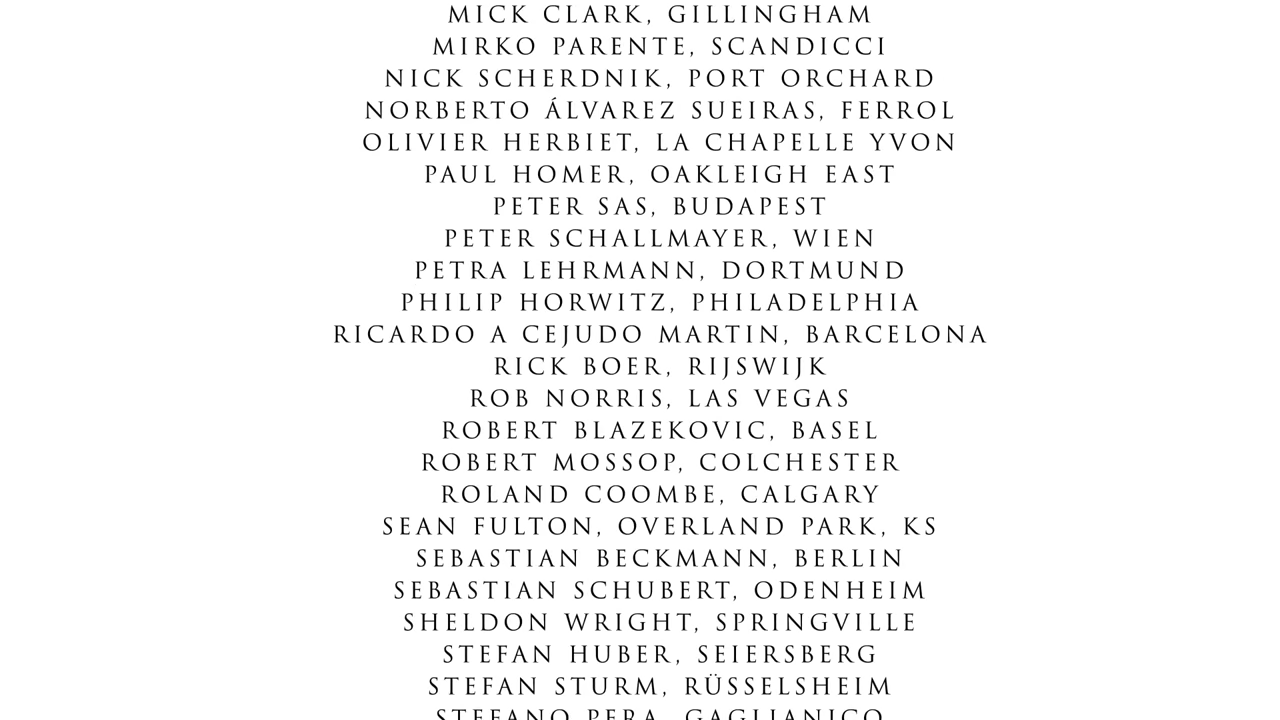 MICK CLARK, GILLINGHAM
MIRKO PARENTE, SCANDICCI
NICK SCHERDNIK, PORT ORCHARD
NORBERTO ÁLVAREZ SUEIRAS, FERROL
OLIVIER HERBIET, LA CHAPELLE YVON
PAUL HOMER, OAKLEIGH EAST
PETER SAS, BUDAPEST
PETER SCHALLMAYER, WIEN
PETRA LEHRMANN, DORTMUND
PHILIP HORWITZ, PHILADELPHIA
RICARDO A CEJUDO MARTIN, BARCELONA
RICK BOER, RIJSWIJK
ROB NORRIS, LAS VEGAS
ROBERT BLAZEKOVIC, BASEL
ROBERT MOSSOP, COLCHESTER
ROLAND COOMBE, CALGARY
SEAN FULTON, OVERLAND PARK, KS
SEBASTIAN BECKMANN, BERLIN
SEBASTIAN SCHUBERT, ODENHEIM
SHELDON WRIGHT, SPRINGVILLE
STEFAN HUBER, SEIERSBERG
STEFAN STURM, RÜSSELSHEIM
STEFANO PERA, GAGLIANICO